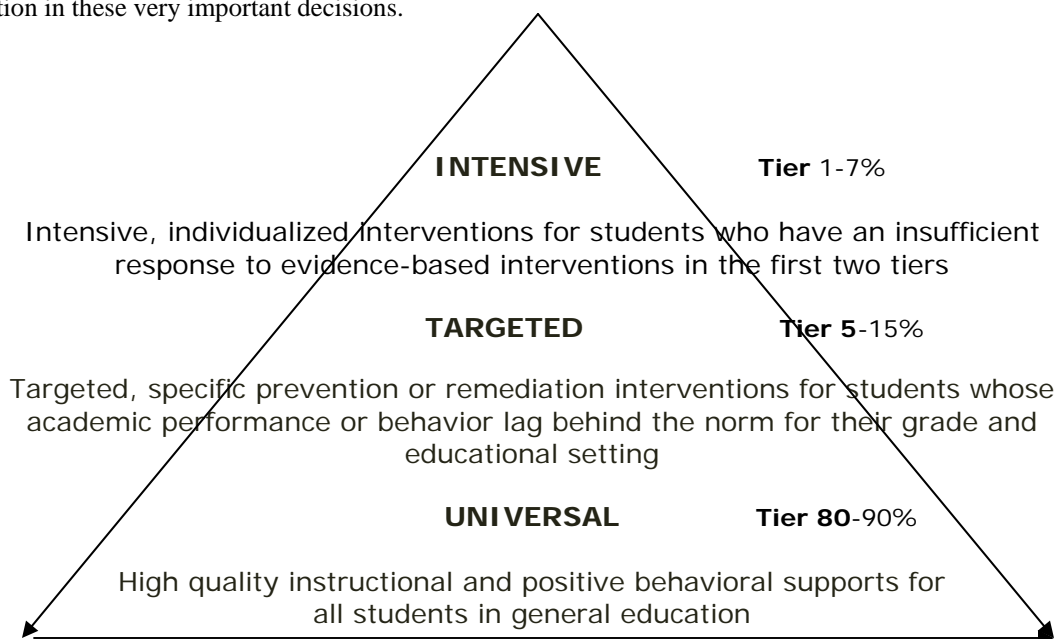 tion in these very important decisions.
INTENSIVE Tier 1-7%
Intensive, individualized interventions for students who have an insufficient
response to evidence-based interventions in the first two tiers
TARGETED Tier 5-15%
Targeted, specific prevention or remediation interventions for students whose
academic performance or behavior lag behind the norm for their grade and
educational setting
UNIVERSAL Tier 80-90%
High quality instructional and positive behavioral supports for
all students in general education